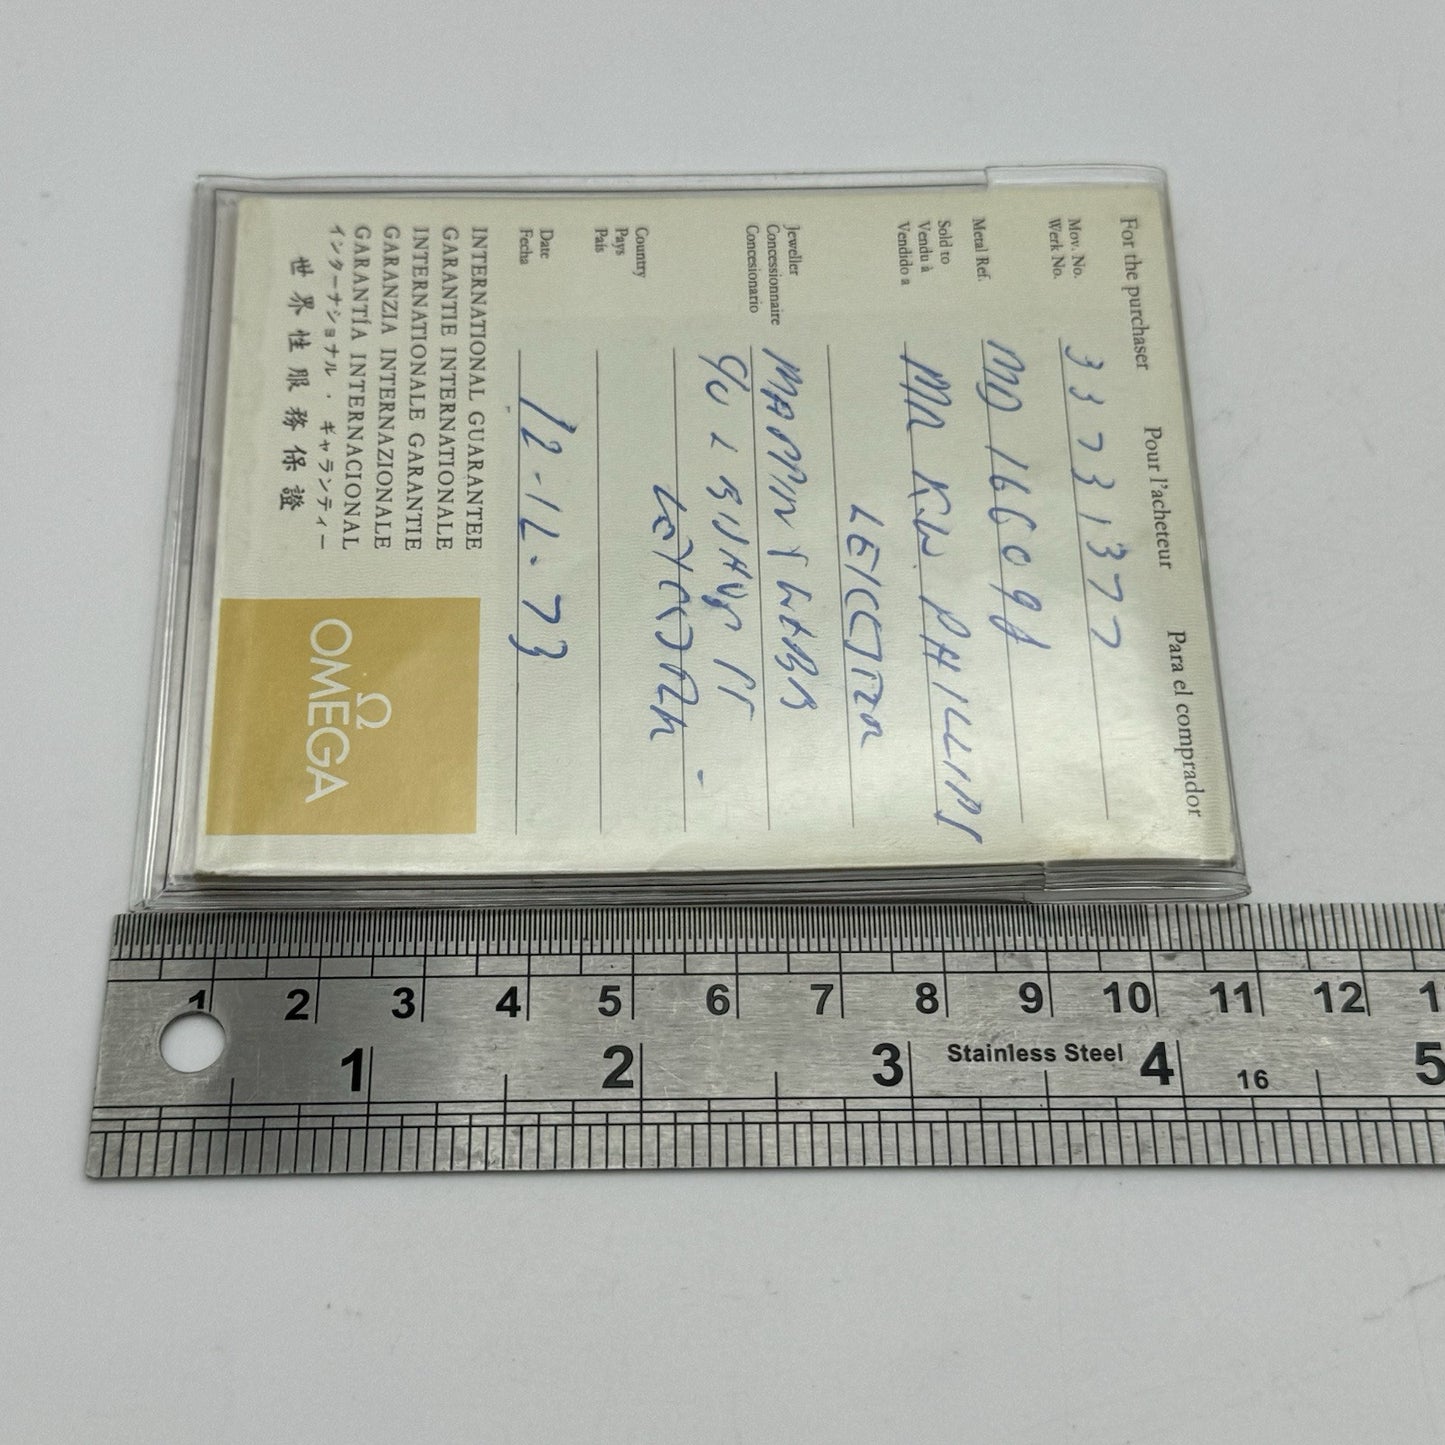 For the purchaser Pour l'acheteur Para el comprador
Mov. No. 33731377
Werk No.
Metal Ref. MD 166098
Sold to MR KW PHILLIPS
Vendu à
Vendido a
LEICESTER
Jeweller MAPPIN & WEBB
Concessionnaire
Concesionario
Country
Pays
País
Date 12-12.73
Fecha
INTERNATIONAL GUARANTEE
GARANTIE INTERNATIONALE
INTERNATIONALE GARANTIE
GARANZIA INTERNAZIONALE
GARANTÍA INTERNACIONAL
インターナショナル・ギャランティー
世界性服務保證
Ω
OMEGA
1 2 3 4 5 6 7 8 9 10 11 12 1
1 2 3 Stainless Steel 4 16 5